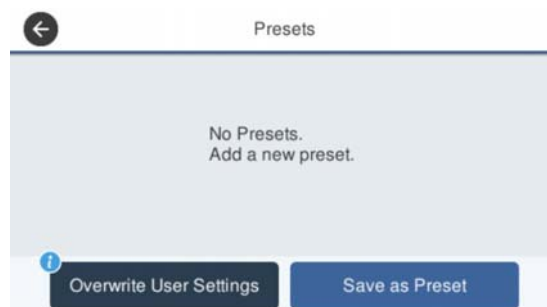 Presets
No Presets.
Add a new preset.
i
Overwrite User Settings
Save as Preset